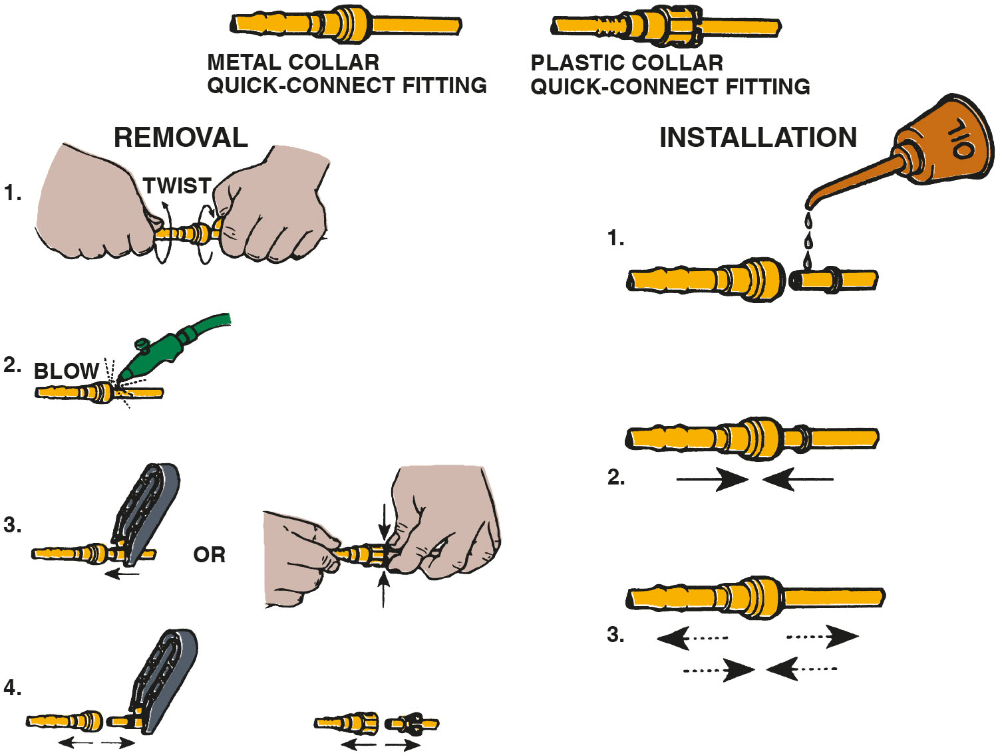 METAL COLLAR
QUICK-CONNECT FITTING
PLASTIC COLLAR
QUICK-CONNECT FITTING
REMOVAL
1.
TWIST
2.
BLOW
3.
OR
4.
INSTALLATION
OIL
1.
2.
3.